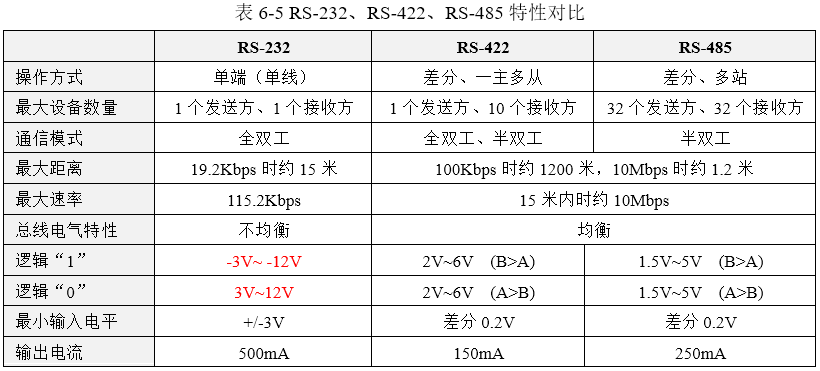 表 6-5 RS-232、RS-422、RS-485 特性对比
RS-232 RS-422 RS-485
操作方式 单端（单线） 差分、一主多从 差分、多站
最大设备数量 1 个发送方、1 个接收方 1 个发送方、10 个接收方 32 个发送方、32 个接收方
通信模式 全双工 全双工、半双工 半双工
最大距离 19.2Kbps 时约 15 米 100Kbps 时约 1200 米，10Mbps 时约 1.2 米
最大速率 115.2Kbps 15 米内时约 10Mbps
总线电气特性 不均衡 均衡
逻辑“1” -3V~ -12V 2V~6V (B>A) 1.5V~5V (B>A)
逻辑“0” 3V~12V 2V~6V (A>B) 1.5V~5V (A>B)
最小输入电平 +/-3V 差分 0.2V 差分 0.2V
输出电流 500mA 150mA 250mA